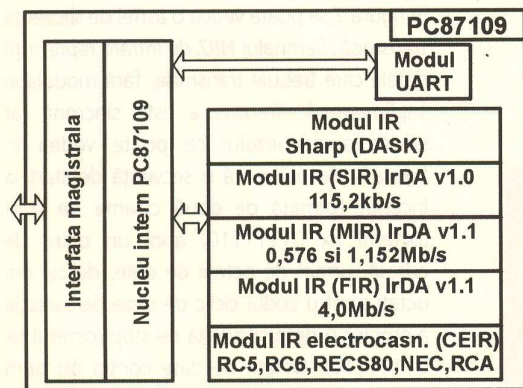 PC87109
Interfata magistrala
Nucleu intern PC87109
Modul
UART
Modul IR
Sharp (DASK)
Modul IR (SIR) IrDA v1.0
115,2kb/s
Modul IR (MIR) IrDA v1.1
0,576 si 1,152Mb/s
Modul IR (FIR) IrDA v1.1
4,0Mb/s
Modul IR electrocasn. (CEIR)
RC5,RC6,RECS80,NEC,RCA